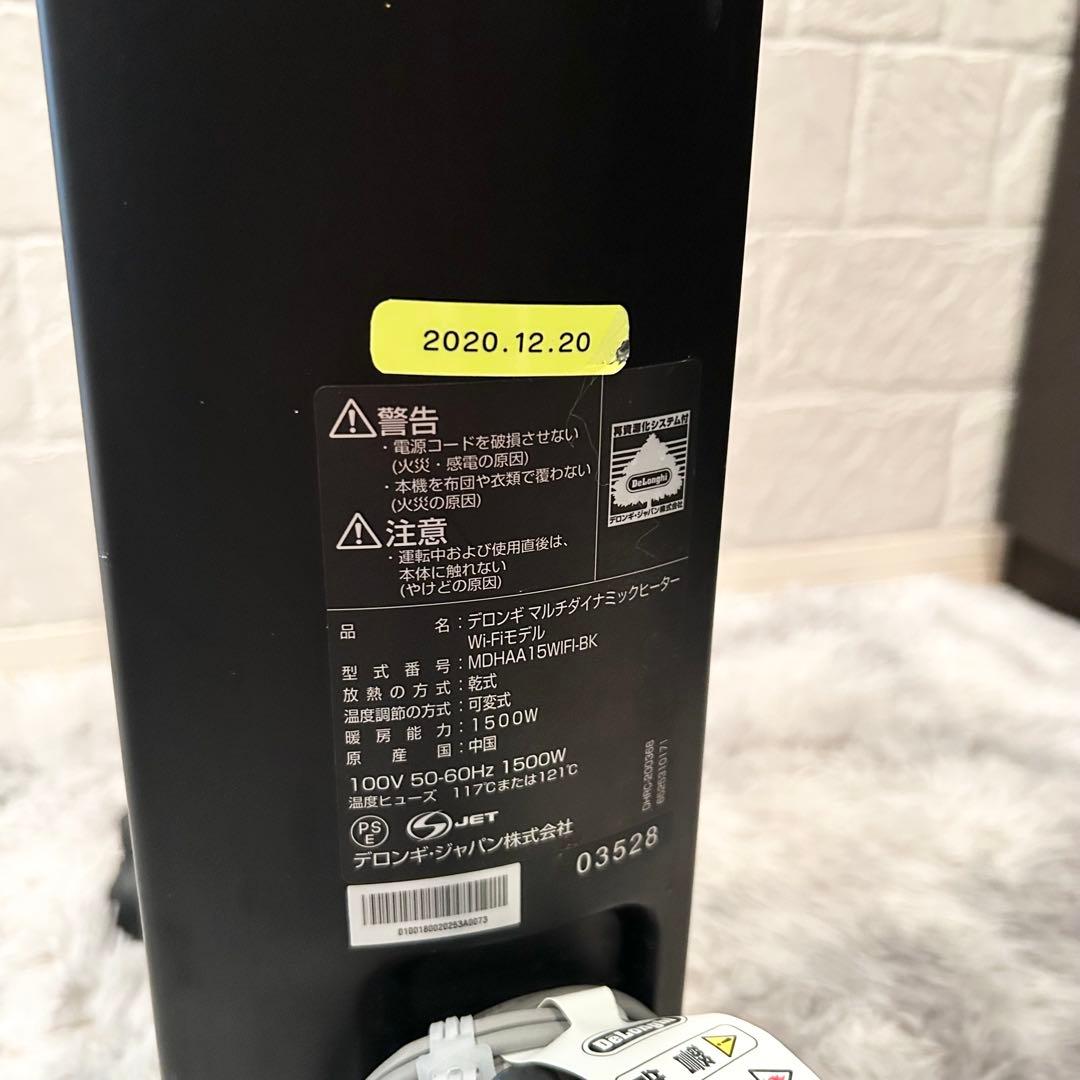 2020.12.20
警告
・電源コードを破損させない
(火災・感電の原因)
・本機を布団や衣類で覆わない
(火災の原因)
注意
・運転中および使用直後は、
本体に触れない
(やけどの原因)
再資源化システム付
DeLonghi
デロンギ・ジャパン株式会社
品名：デロンギ マルチダイナミックヒーター
Wi-Fiモデル
型式番号：MDHAA15WIFI-BK
放熱の方式：乾式
温度調節の方式：可変式
暖房能力：1500W
原産国：中国
100V 50-60Hz 1500W
温度ヒューズ 117℃または121℃
PS
E
JET
デロンギ・ジャパン株式会社
DHRC-200368
6025310171
03528
0100180020253A0073
DeLonghi